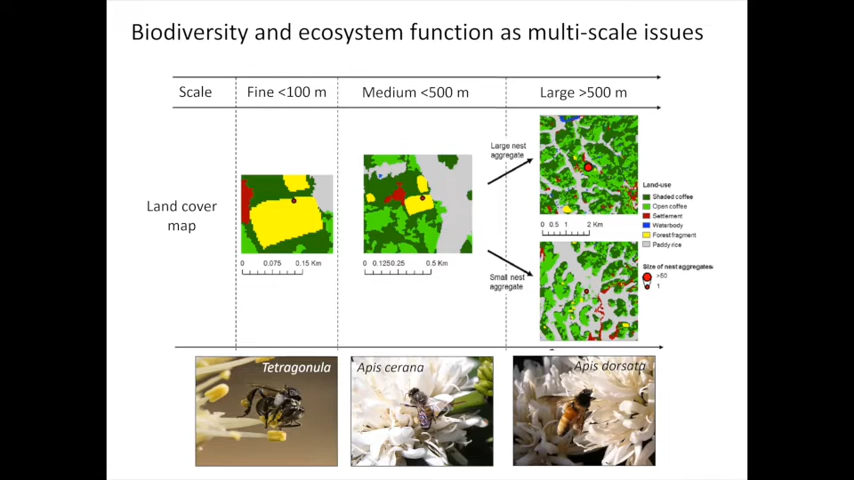 Biodiversity and ecosystem function as multi-scale issues
Scale
Fine <100 m
Medium <500 m
Large >500 m
Land cover
map
0 0.075 0.15 Km
0 0.1250.25 0.5 Km
Large nest
aggregate
Small nest
aggregate
0 0.5 1 2 Km
Land-use
Shaded coffee
Open coffee
Settlement
Waterbody
Forest fragment
Paddy rice
Size of nest aggregates
>50
1
Tetragonula
Apis cerana
Apis dorsata